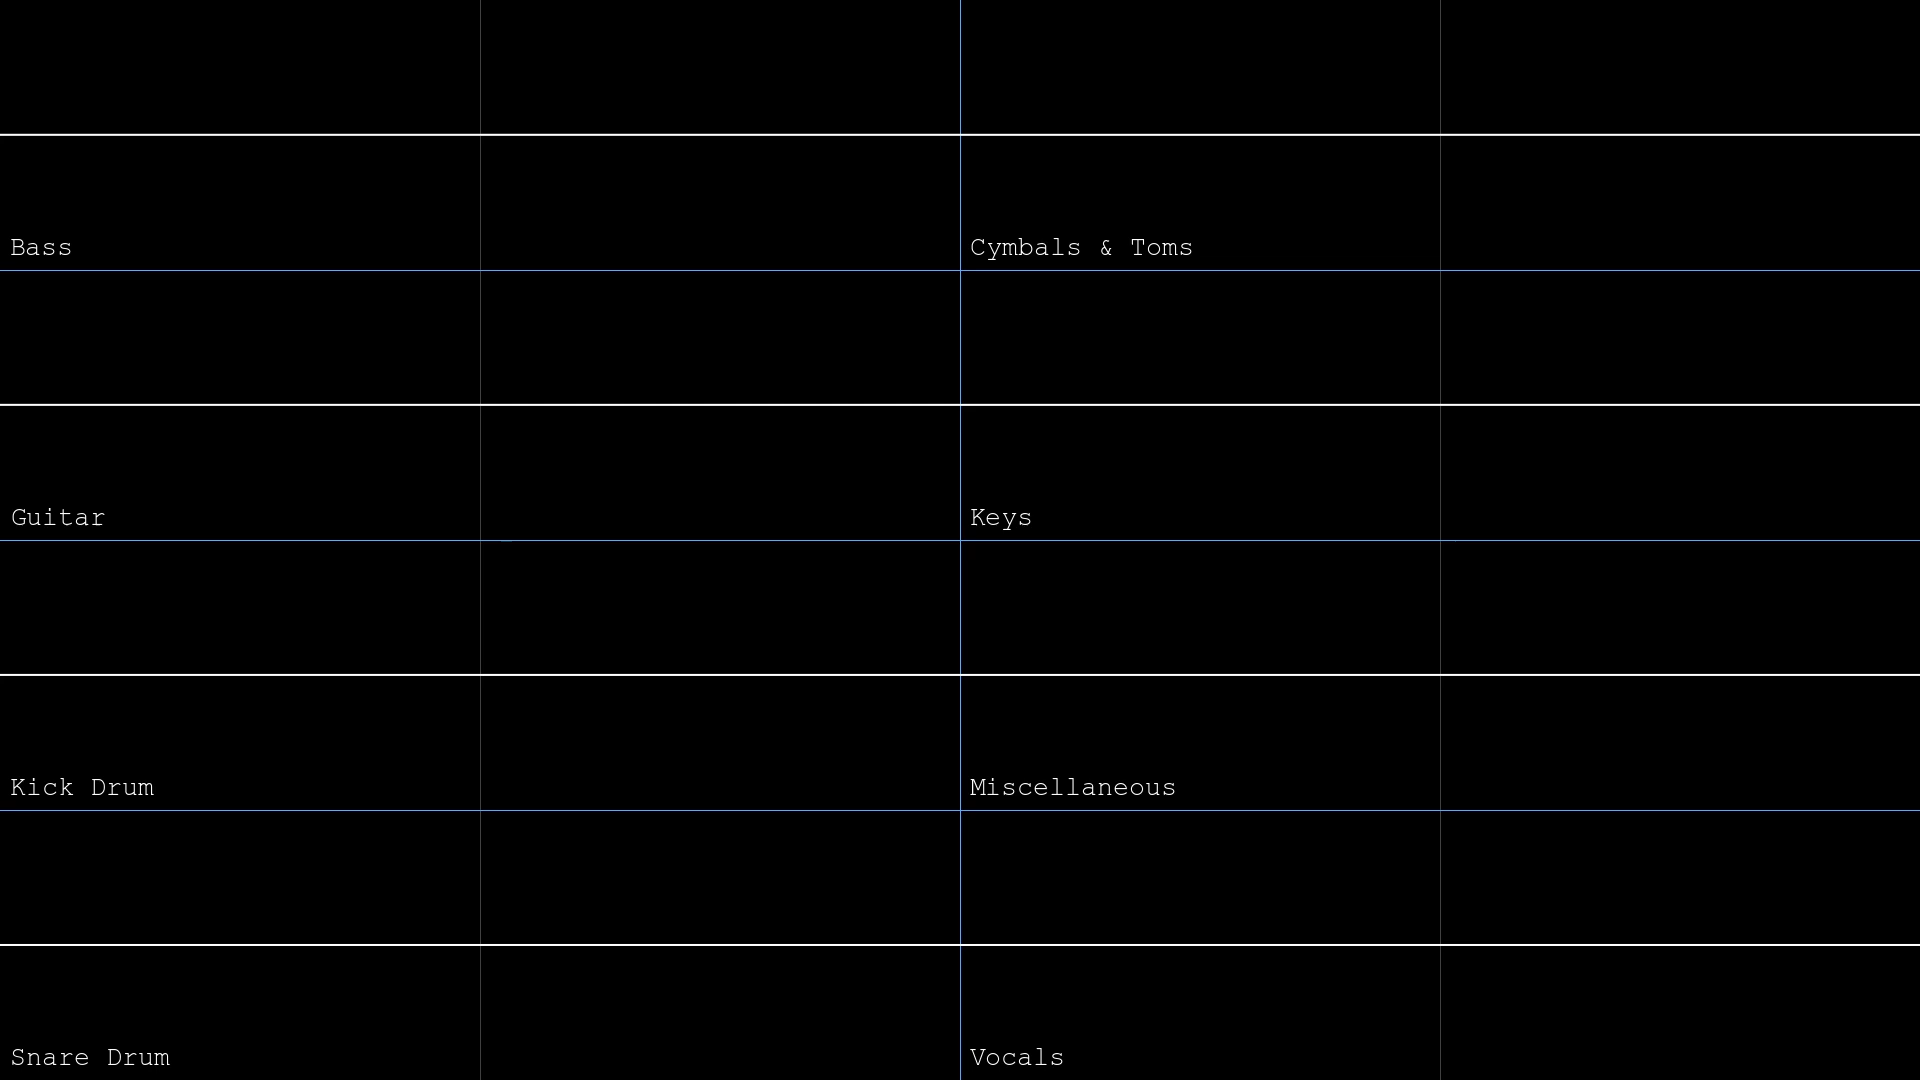 Bass
Cymbals & Toms
Guitar
Keys
Kick Drum
Miscellaneous
Snare Drum
Vocals